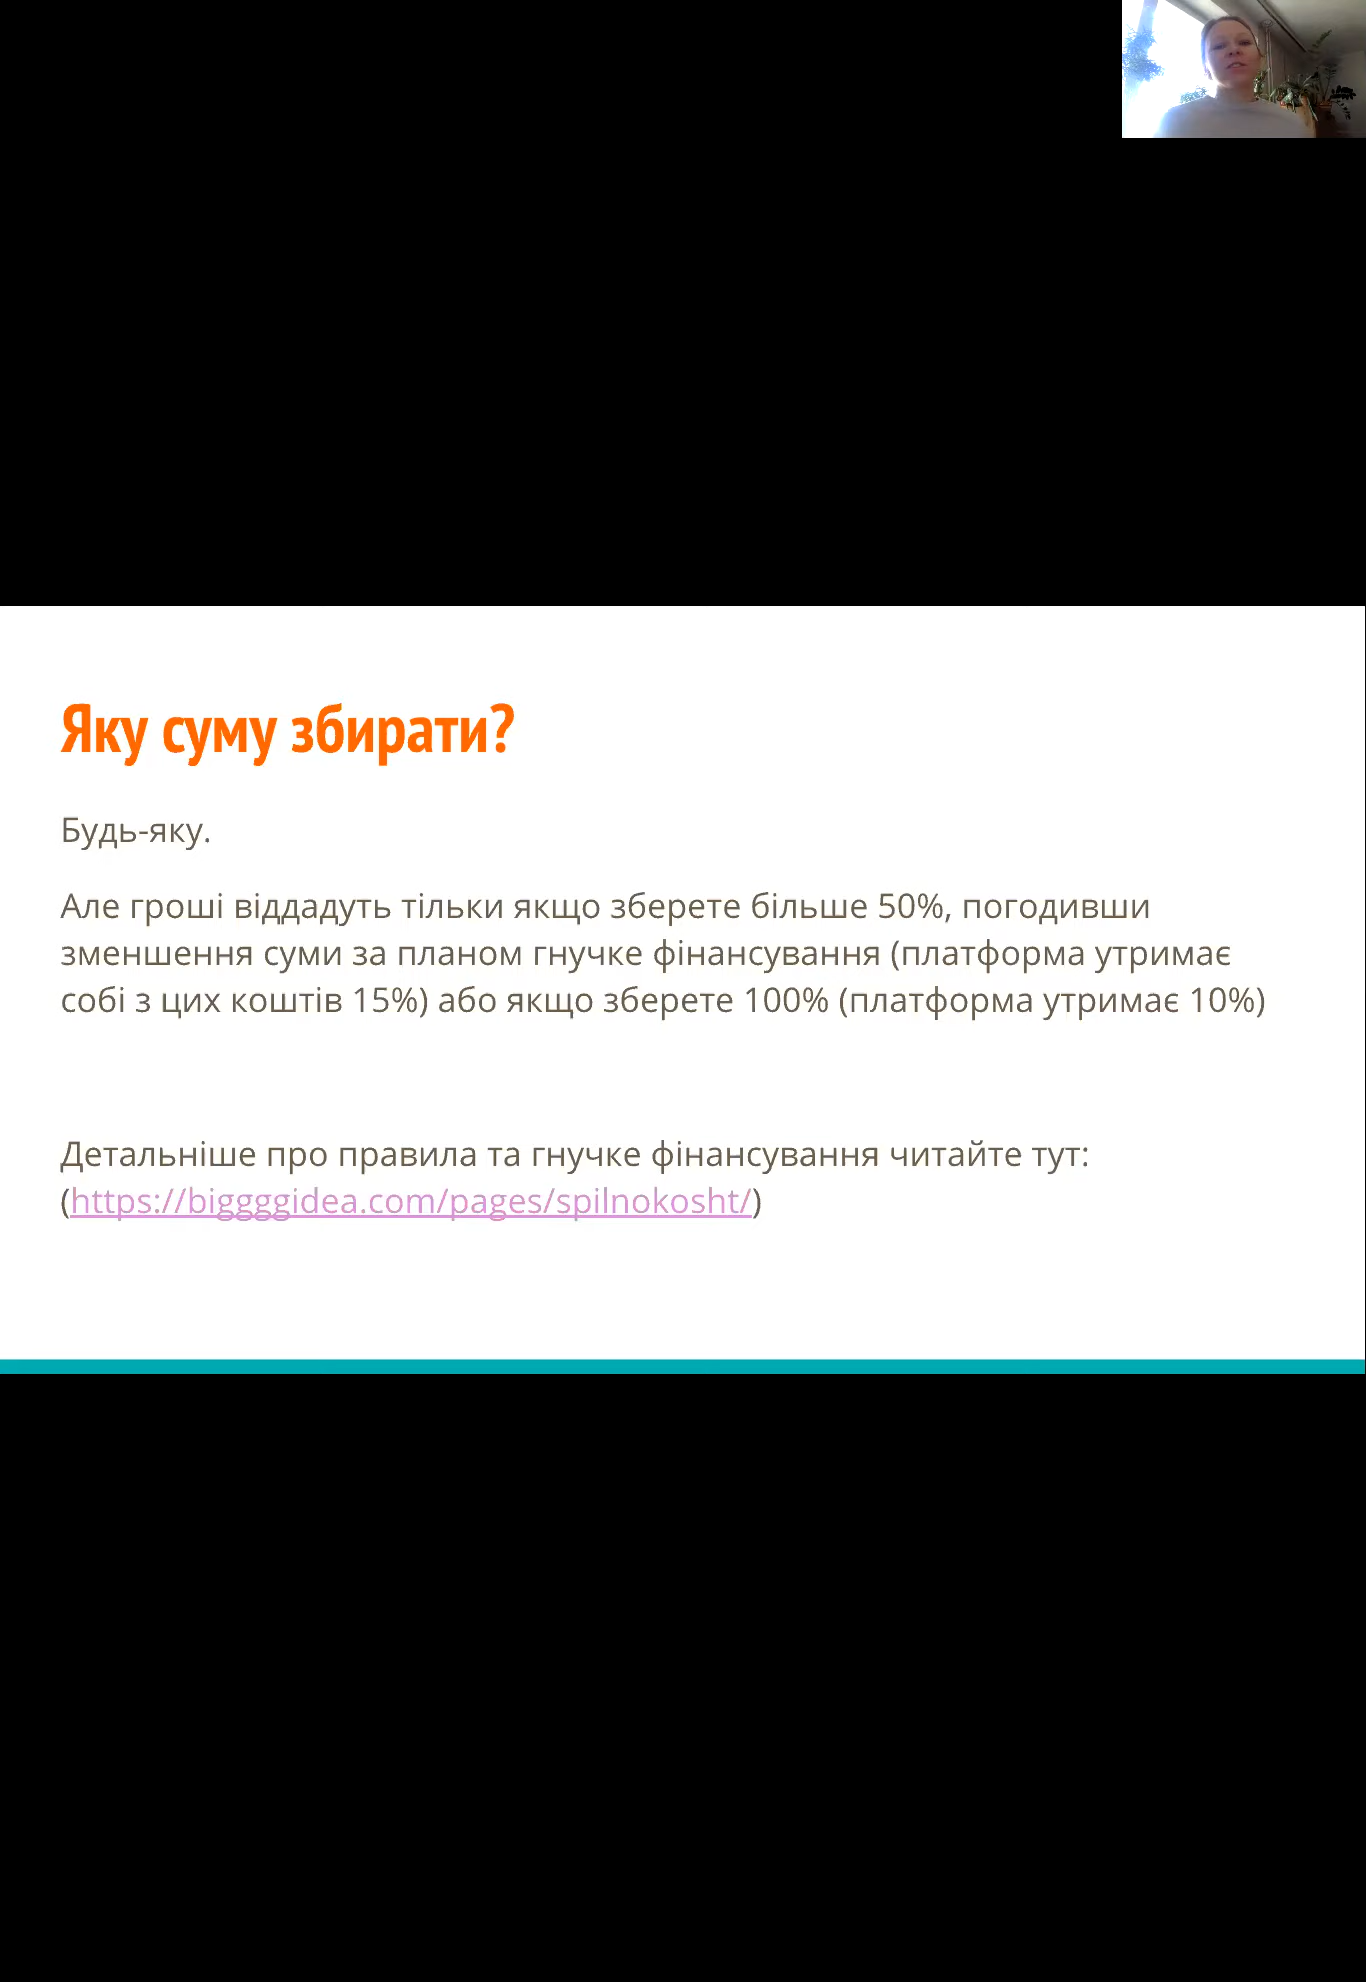 Яку суму збирати?
Будь-яку.
Але гроші віддадуть тільки якщо зберете більше 50%, погодивши
зменшення суми за планом гнучке фінансування (платформа утримає
собі з цих коштів 15%) або якщо зберете 100% (платформа утримає 10%)
Детальніше про правила та гнучке фінансування читайте тут:
(https://biggggidea.com/pages/spilnokosht/)